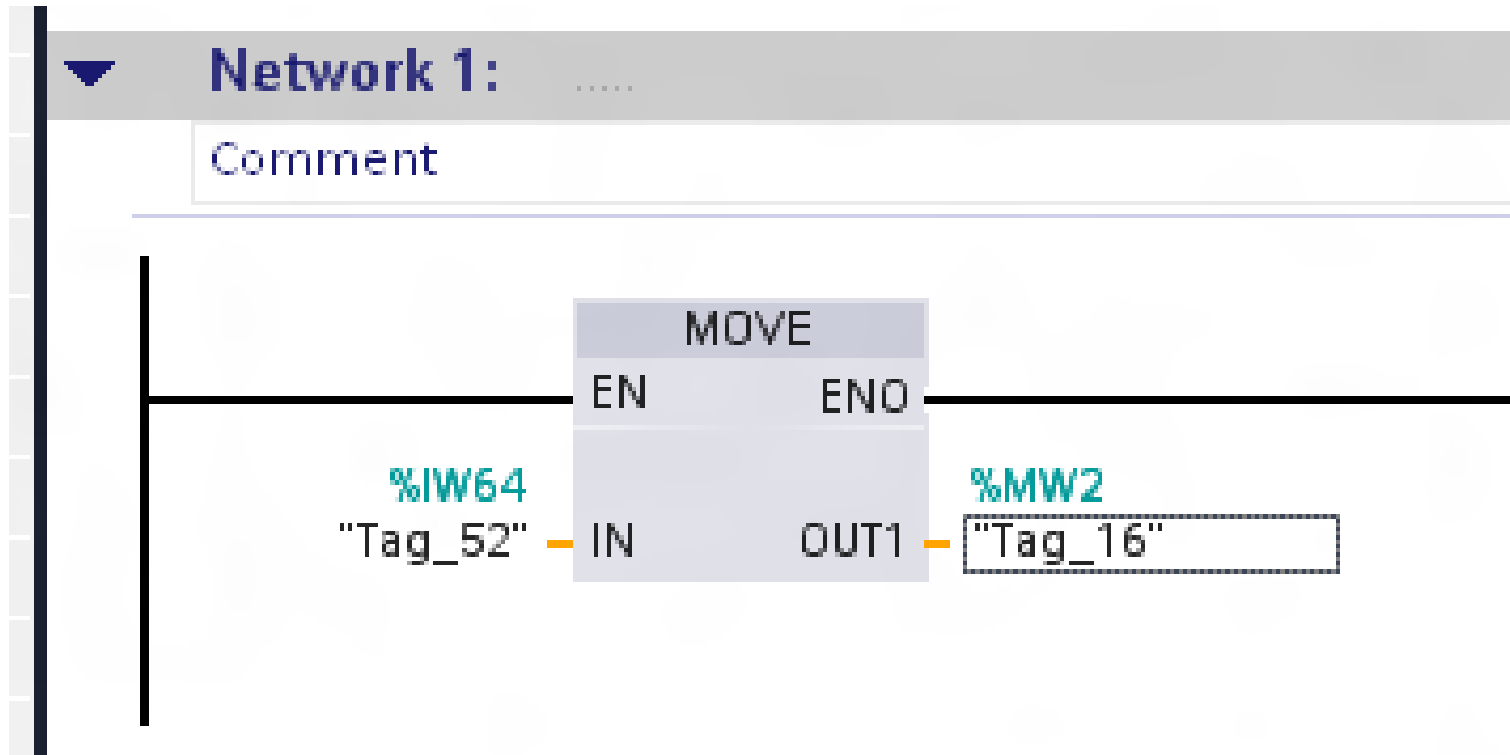 Network 1: .....
Comment
MOVE
EN ENO
%IW64 %MW2
"Tag_52" IN OUT1 "Tag_16"